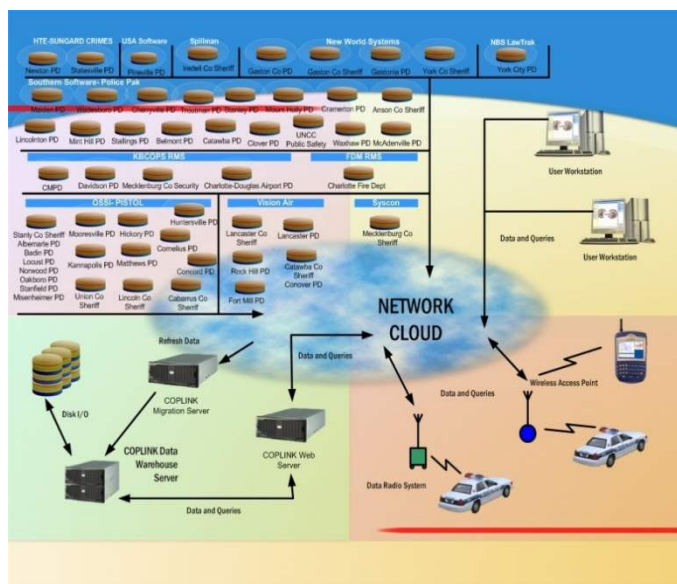 HTE-SUNGARD CRIMES
USA Software
Spillman
New World Systems
NBS LawTrak
Newton PD
Statesville PD
Pineville PD
Iredell Co Sheriff
Gaston Co PD
Gaston Co Sheriff
Gastonia PD
York Co Sheriff
York City PD
Southern Software- Police Pak
Maiden PD
Wadesboro PD
Cherryville PD
Troutman PD
Stanley PD
Mount Holly PD
Cramerton PD
Anson Co Sheriff
Lincolnton PD
Mint Hill PD
Stallings PD
Belmont PD
Catawba PD
Clover PD
UNCC
Public Safety
Waxhaw PD
McAdenville PD
KBCOPS RMS
FDM RMS
CMPD
Davidson PD
Mecklenburg Co Security
Charlotte-Douglas Airport PD
Charlotte Fire Dept
OSSI- PISTOL
Vision Air
Syscon
Stanly Co Sheriff
Albemarle PD
Badin PD
Locust PD
Norwood PD
Oakboro PD
Stanfield PD
Misenheimer PD
Mooresville PD
Hickory PD
Huntersville PD
Cornelius PD
Kannapolis PD
Matthews PD
Concord PD
Union Co
Sheriff
Lincoln Co
Sheriff
Cabarrus Co
Sherriff
Lancaster Co
Sheriff
Lancaster PD
Rock Hill PD
Catawba Co
Sheriff
Conover PD
Fort Mill PD
Mecklenburg Co
Sheriff
User Workstation
Data and Queries
User Workstation
NETWORK
CLOUD
Refresh Data
Data and Queries
COPLINK
Migration Server
Disk I/O
COPLINK Data
Warehouse
Server
COPLINK Web
Server
Data and Queries
Data and Queries
Wireless Access Point
Data Radio System